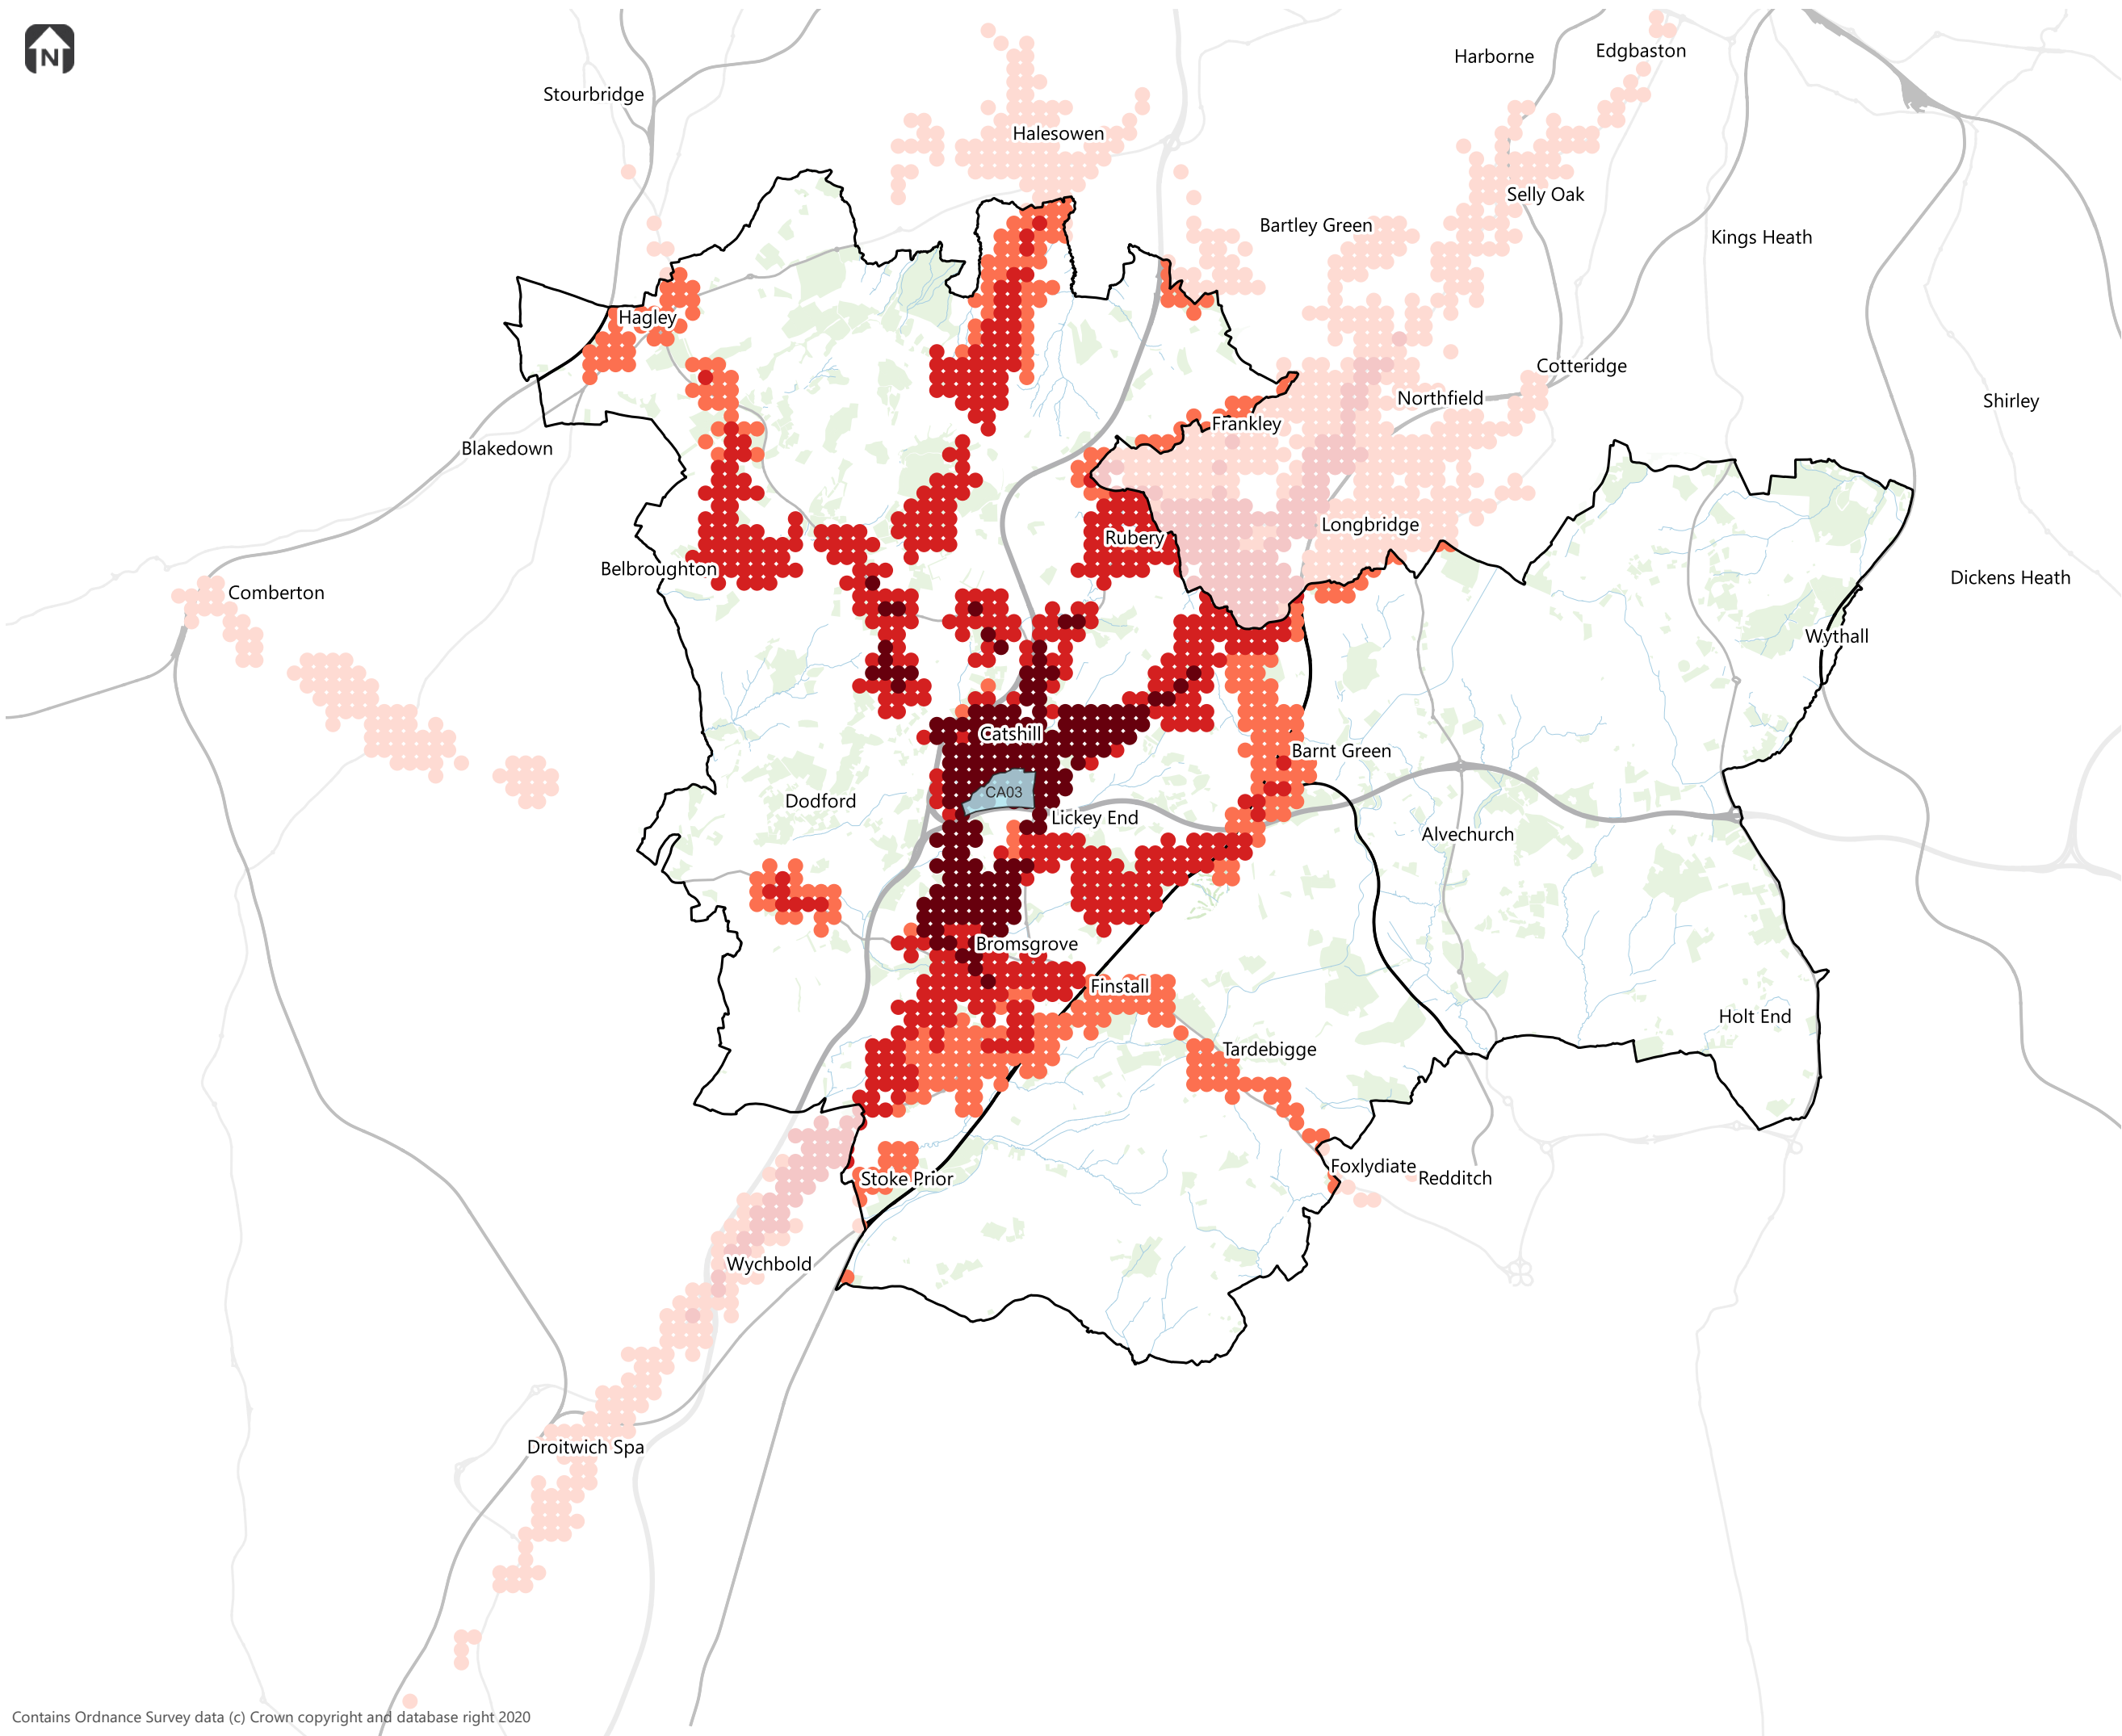 N
Harborne
Edgbaston
Stourbridge
Halesowen
Selly Oak
Bartley Green
Kings Heath
Hagley
Cotteridge
Northfield
Shirley
Frankley
Blakedown
Longbridge
Rubery
Belbroughton
Dickens Heath
Comberton
Wythall
Catshill
Barnt Green
CA03
Dodford
Lickey End
Alvechurch
Bromsgrove
Finstall
Holt End
Tardebigge
Foxlydiate
Redditch
Stoke Prior
Wychbold
Droitwich Spa
Contains Ordnance Survey data (c) Crown copyright and database right 2020